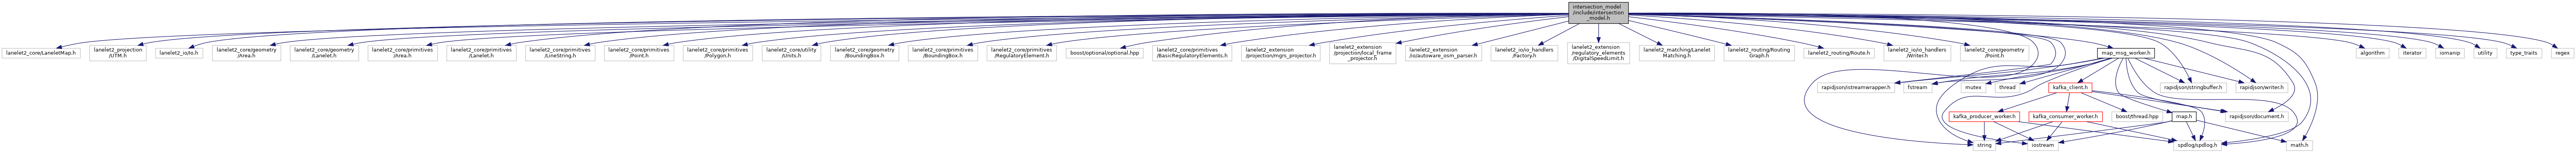 intersection_model
/include/intersection
_model.h
lanelet2_core/LaneletMap.h
lanelet2_projection
/UTM.h
lanelet2_io/Io.h
lanelet2_core/geometry
/Area.h
lanelet2_core/geometry
/Lanelet.h
lanelet2_core/primitives
/Area.h
lanelet2_core/primitives
/Lanelet.h
lanelet2_core/primitives
/LineString.h
lanelet2_core/primitives
/Point.h
lanelet2_core/primitives
/Polygon.h
lanelet2_core/utility
/Units.h
lanelet2_core/geometry
/BoundingBox.h
lanelet2_core/primitives
/BoundingBox.h
lanelet2_core/primitives
/RegulatoryElement.h
boost/optional/optional.hpp
lanelet2_core/primitives
/BasicRegulatoryElements.h
lanelet2_extension
/projection/mgrs_projector.h
lanelet2_extension
/projection/local_frame
_projector.h
lanelet2_extension
/io/autoware_osm_parser.h
lanelet2_io/io_handlers
/Factory.h
lanelet2_extension
/regulatory_elements
/DigitalSpeedLimit.h
lanelet2_matching/Lanelet
Matching.h
lanelet2_routing/Routing
Graph.h
lanelet2_routing/Route.h
lanelet2_io/io_handlers
/Writer.h
lanelet2_core/geometry
/Point.h
map_msg_worker.h
algorithm
iterator
iomanip
utility
type_traits
regex
rapidjson/istreamwrapper.h
fstream
mutex
thread
kafka_client.h
rapidjson/stringbuffer.h
rapidjson/writer.h
kafka_producer_worker.h
kafka_consumer_worker.h
boost/thread.hpp
map.h
rapidjson/document.h
string
iostream
spdlog/spdlog.h
math.h